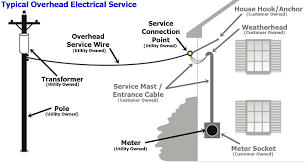 Typical Overhead Electrical Service
Service
Connection
Point
(Utility Owned)
House Hook/Anchor
(Customer Owned)
Weatherhead
(Customer Owned)
Overhead
Service Wire
(Utility Owned)
Transformer
(Utility Owned)
Service Mast /
Entrance Cable
(Customer Owned)
Pole
(Utility Owned)
Meter
(Utility Owned)
Meter Socket
(Customer Owned)